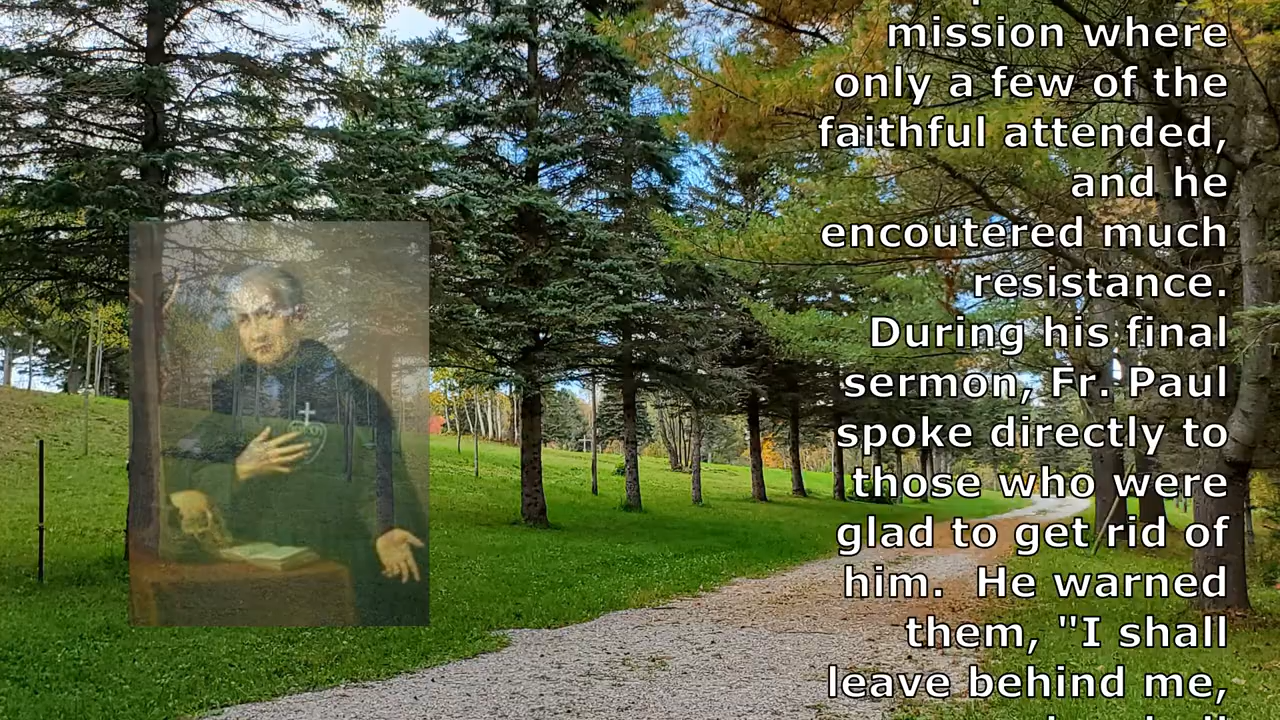 mission where
only a few of the
faithful attended,
and he
encoutered much
resistance.
During his final
sermon, Fr. Paul
spoke directly to
those who were
glad to get rid of
him.  He warned
them, "I shall
leave behind me,